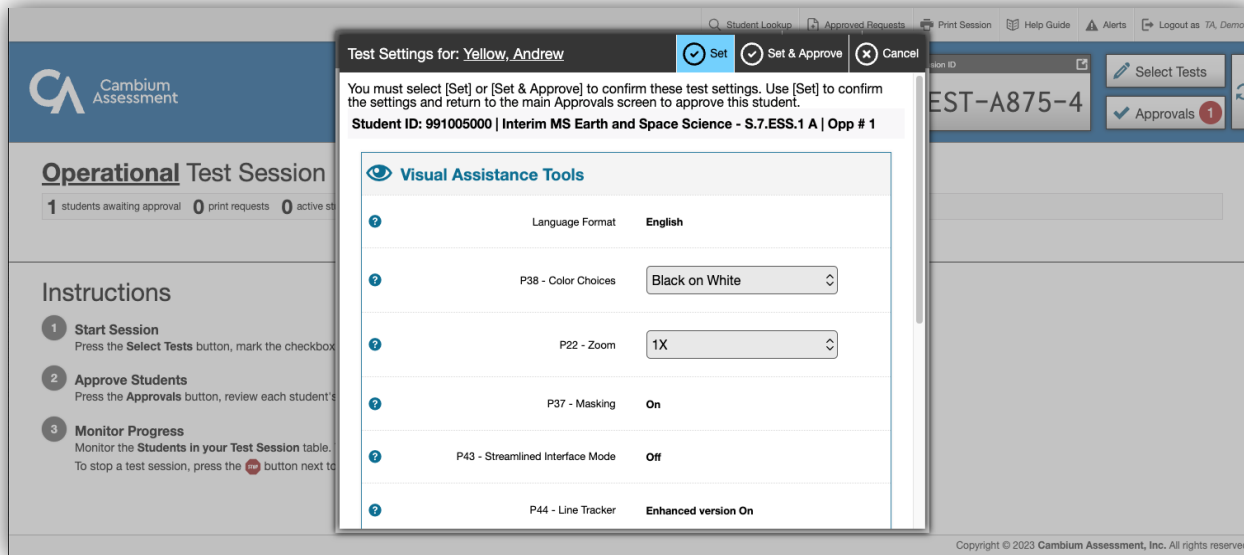 Student Lookup Approved Requests Print Session Help Guide Alerts Logout as TA, Demo
Cambium
Assessment
sion ID
EST-A875-4
Select Tests
Approvals 1
Operational Test Session
1 students awaiting approval 0 print requests 0 active st
Instructions
1 Start Session
Press the Select Tests button, mark the checkbox
2 Approve Students
Press the Approvals button, review each student's
3 Monitor Progress
Monitor the Students in your Test Session table.
To stop a test session, press the STOP button next to
Test Settings for: Yellow, Andrew
Set Set & Approve Cancel
You must select [Set] or [Set & Approve] to confirm these test settings. Use [Set] to confirm
the settings and return to the main Approvals screen to approve this student.
Student ID: 991005000 | Interim MS Earth and Space Science - S.7.ESS.1 A | Opp # 1
Visual Assistance Tools
? Language Format English
? P38 - Color Choices Black on White
? P22 - Zoom 1X
? P37 - Masking On
? P43 - Streamlined Interface Mode Off
? P44 - Line Tracker Enhanced version On
Copyright © 2023 Cambium Assessment, Inc. All rights reserved